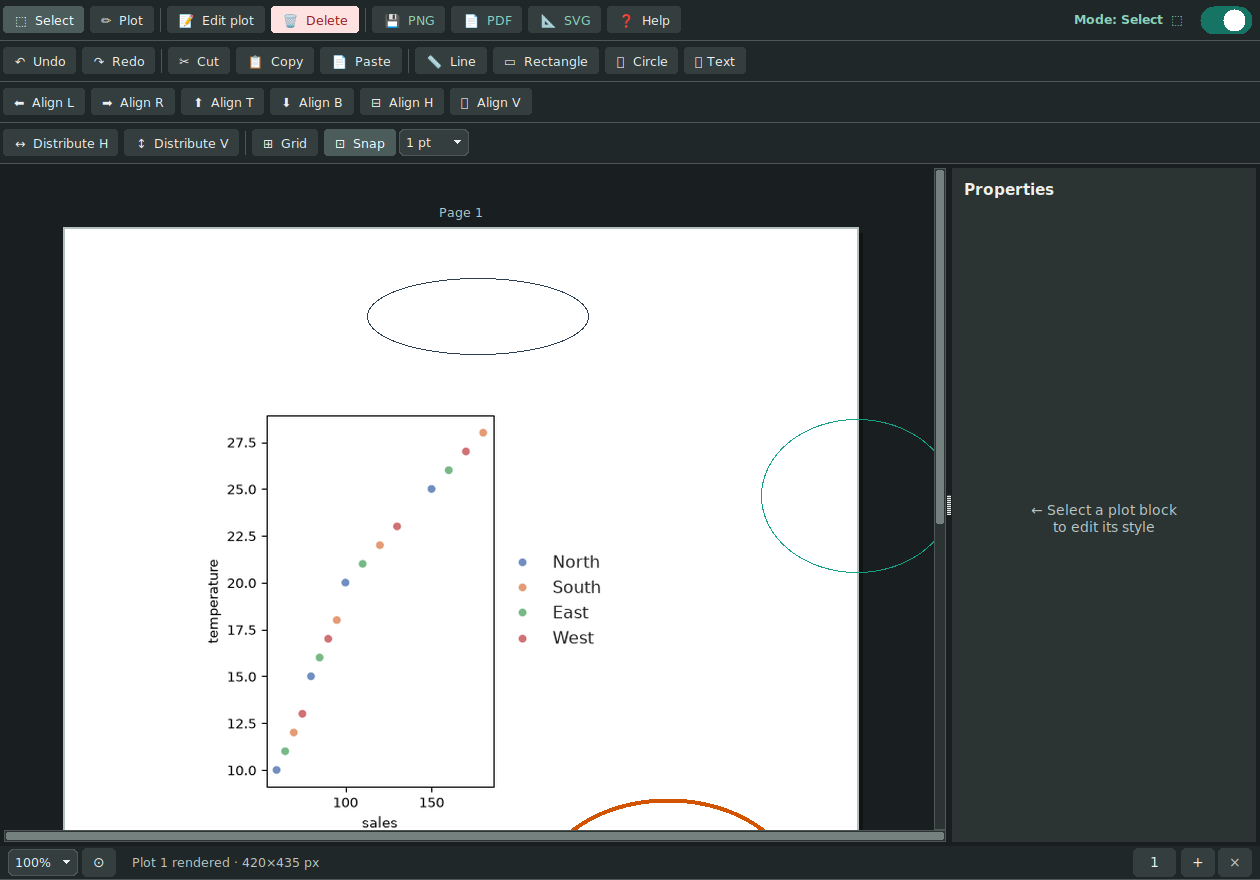 Select Plot Edit plot Delete PNG PDF SVG Help Mode: Select
Undo Redo Cut Copy Paste Line Rectangle Circle Text
Align L Align R Align T Align B Align H Align V
Distribute H Distribute V Grid Snap 1 pt
Page 1
Properties
27.5
25.0
22.5
20.0
17.5
15.0
12.5
10.0
temperature
100 150
sales
North
South
East
West
← Select a plot block
to edit its style
100% Plot 1 rendered · 420×435 px 1 + ×